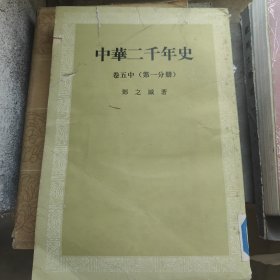 中華二千年史
卷五中（第一分册）
鄧之誠著